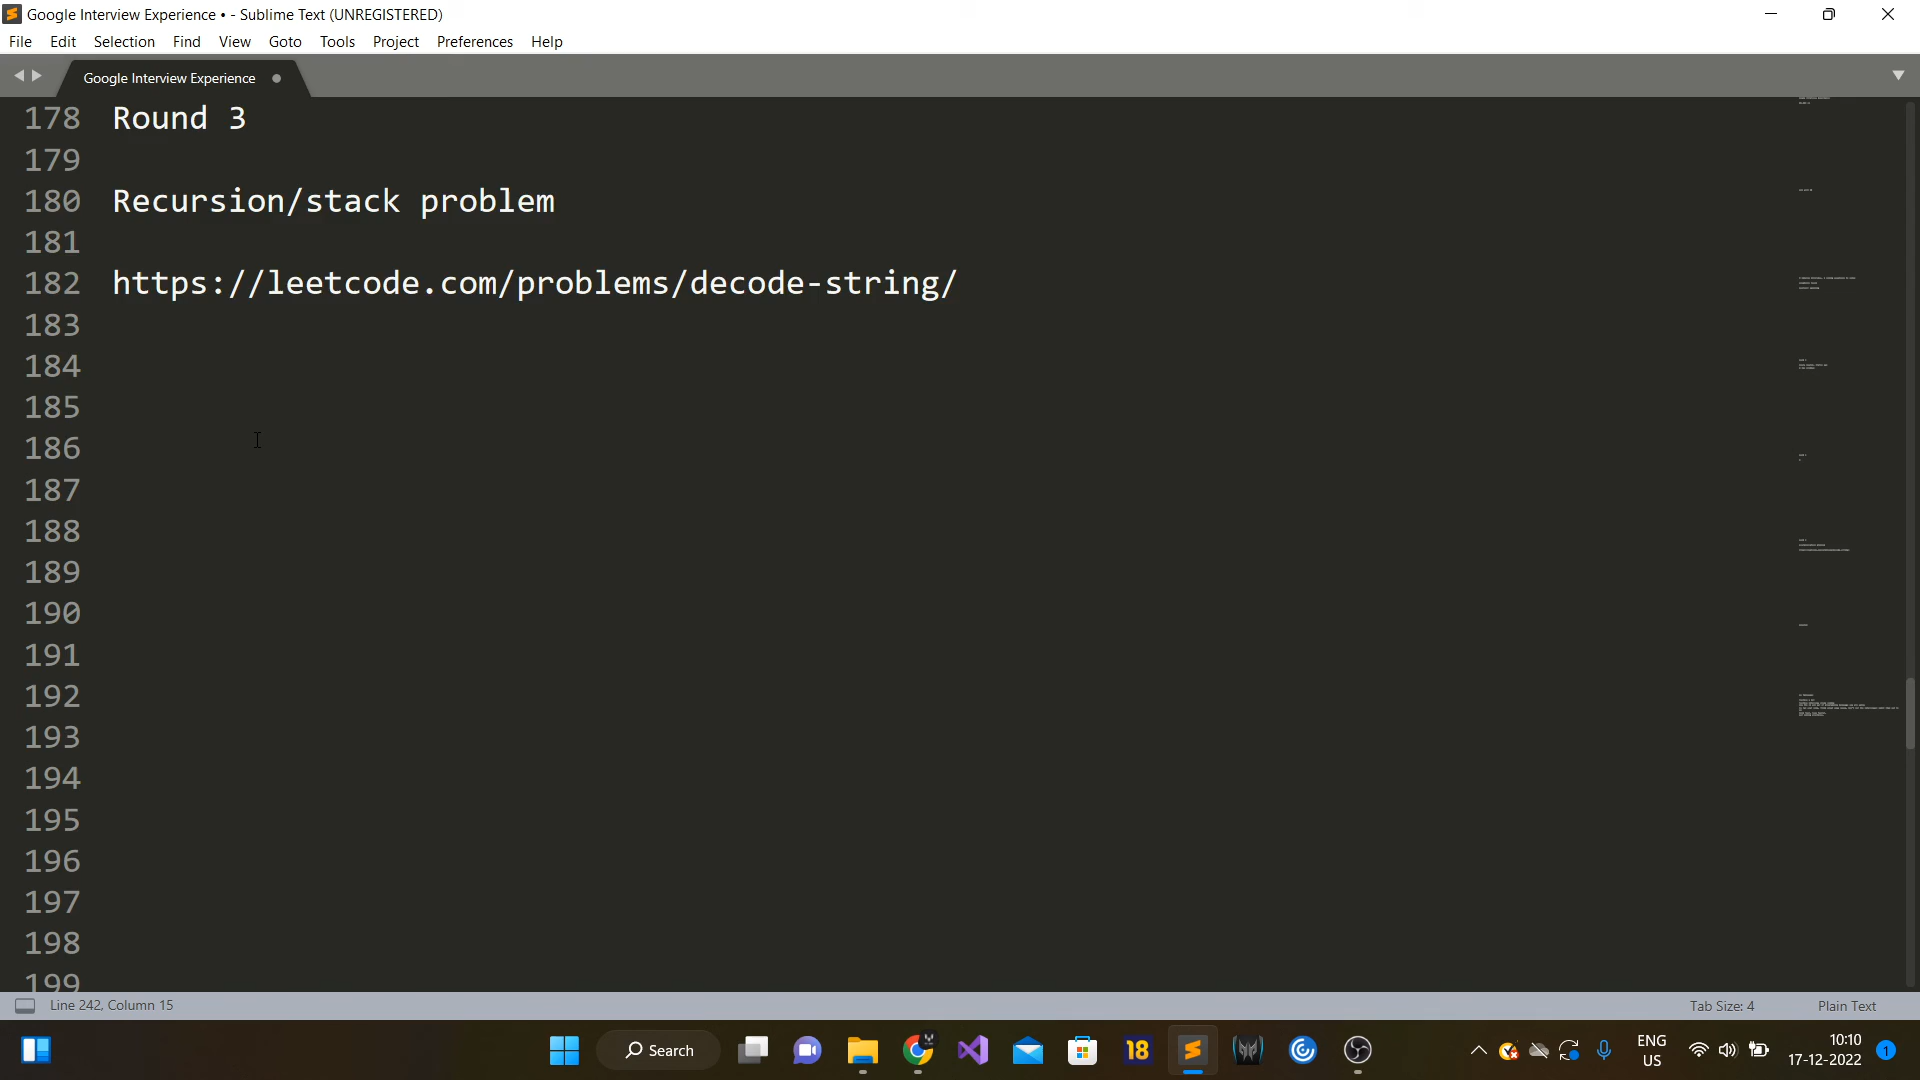 Google Interview Experience • - Sublime Text (UNREGISTERED)
File Edit Selection Find View Goto Tools Project Preferences Help
Google Interview Experience
178 Round 3
179
180 Recursion/stack problem
181
182 https://leetcode.com/problems/decode-string/
183
184
185
186
187
188
189
190
191
192
193
194
195
196
197
198
199
Line 242, Column 15 Tab Size: 4 Plain Text
Search 18 ENG 10:10
US 17-12-2022 1